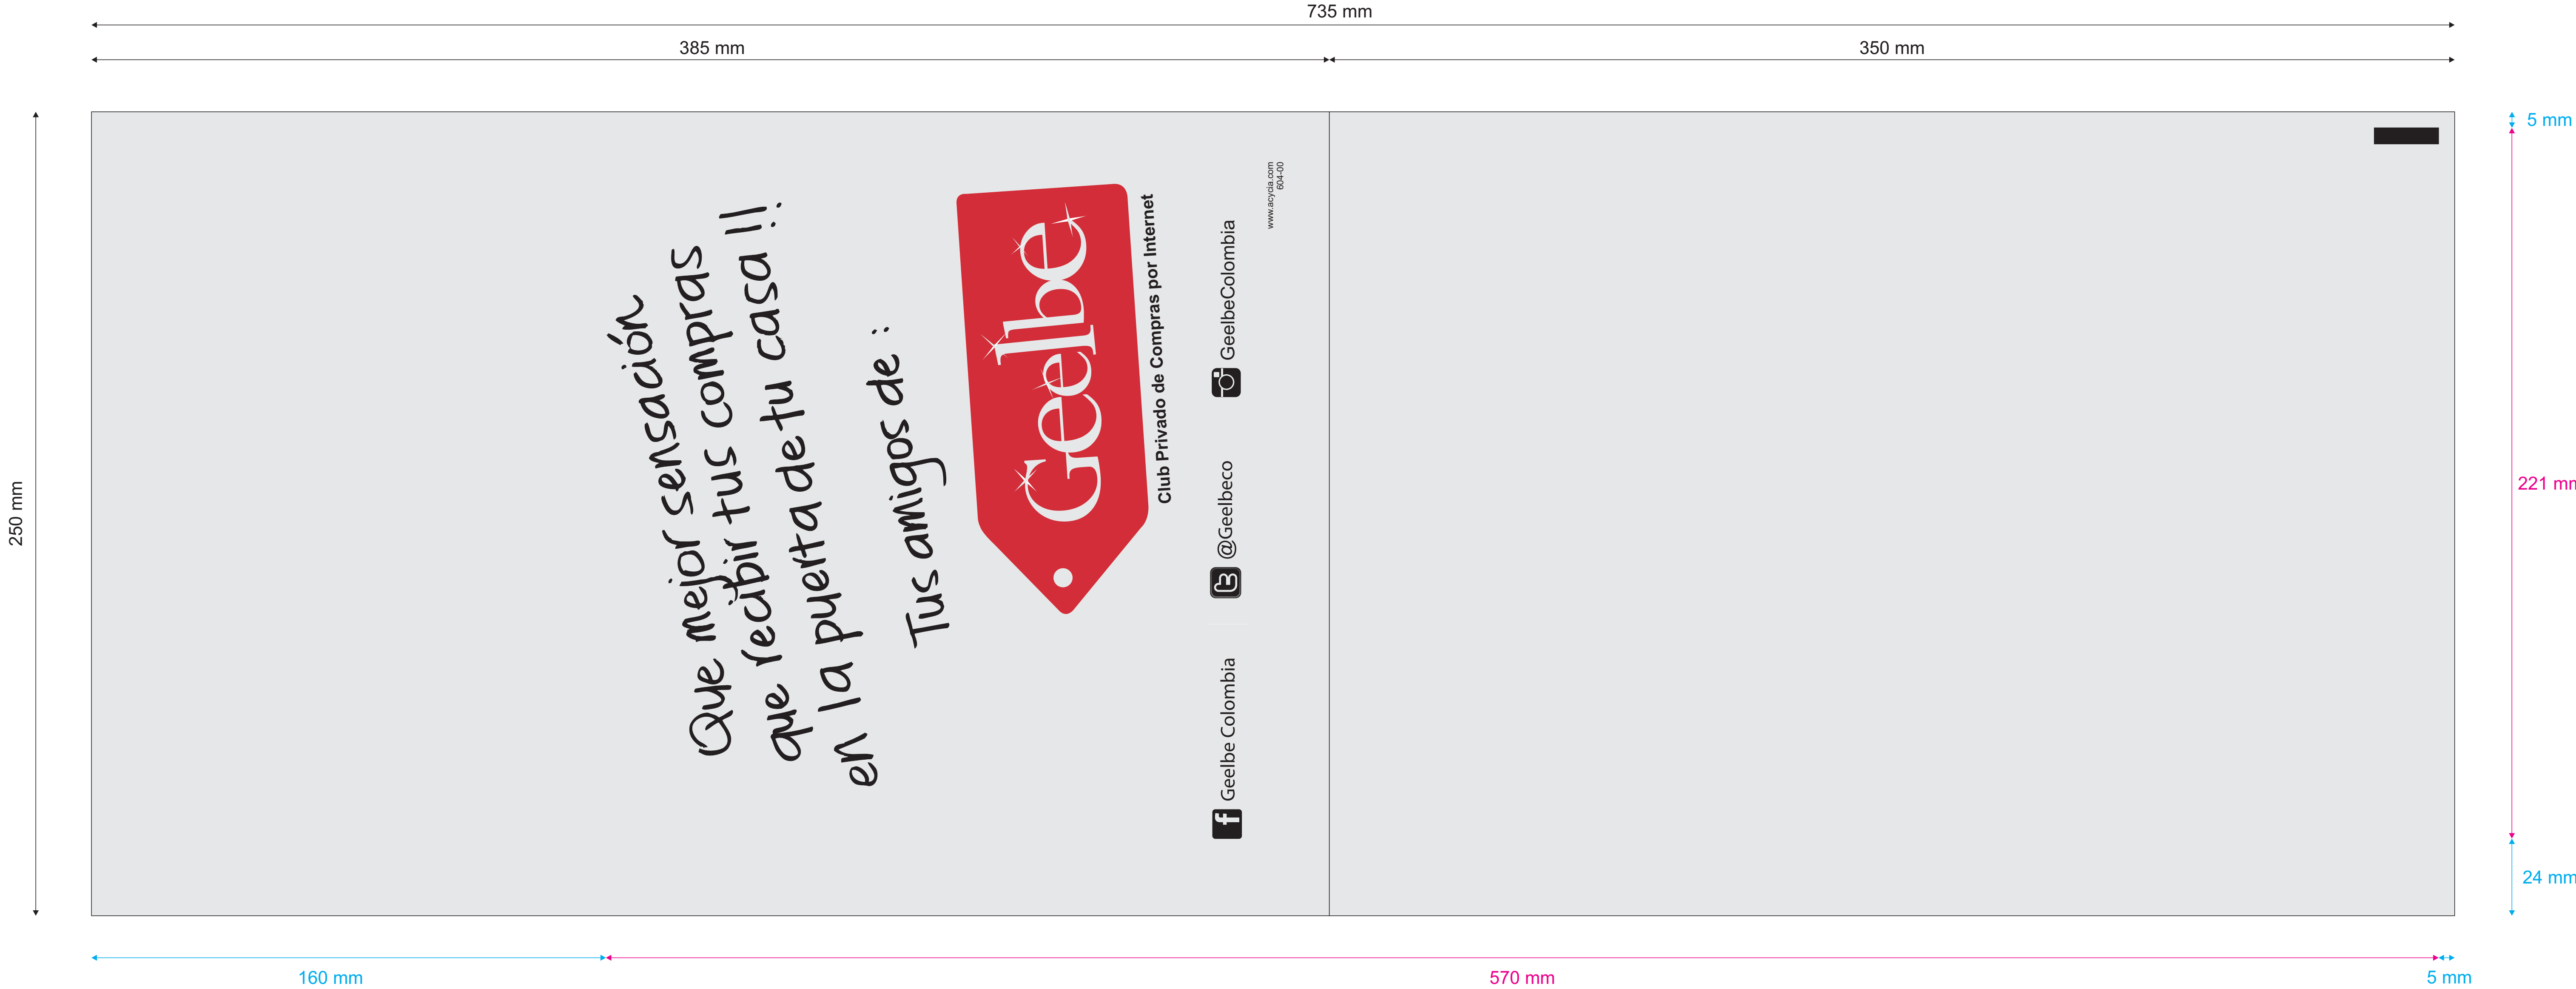 735 mm
385 mm
350 mm
250 mm
5 mm
221 mm
24 mm
160 mm
570 mm
5 mm
Que mejor sensación
que recibir tus compras
en la puerta de tu casa !!
Tus amigos de :
Geelbe
Club Privado de Compras por Internet
Geelbe Colombia
@Geelbeco
GeelbeColombia
www.acycia.com
604-00